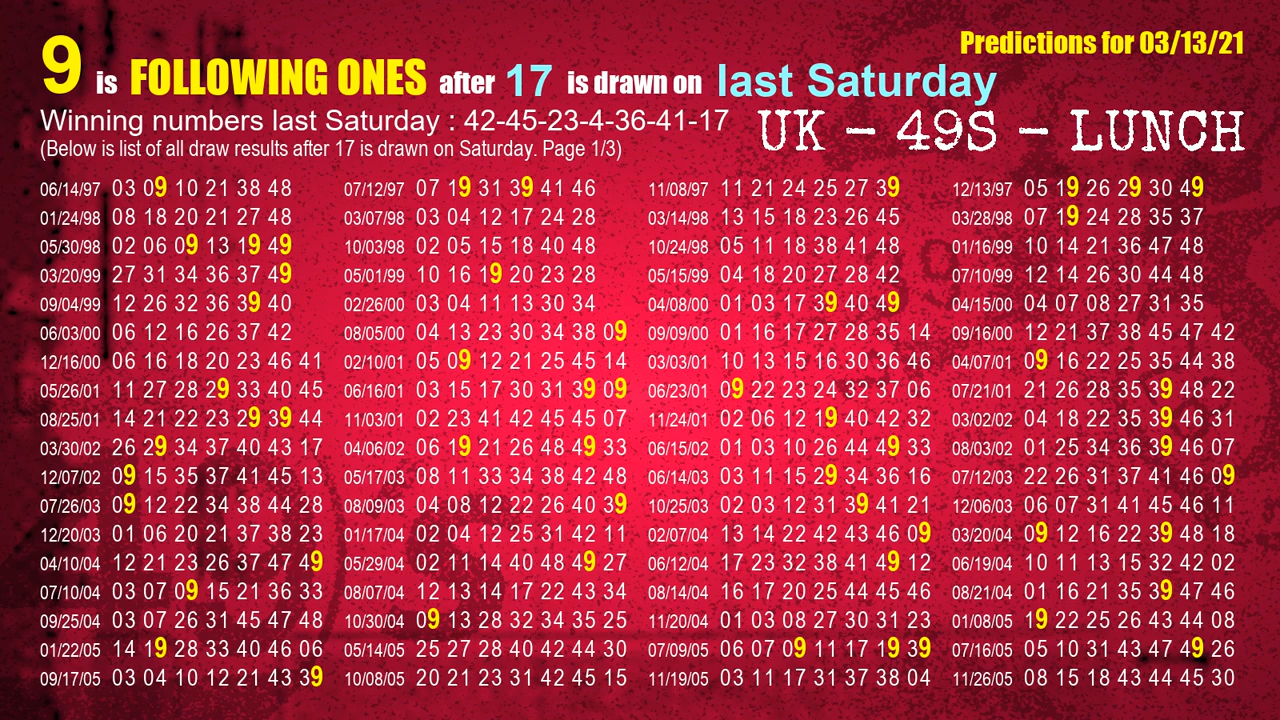 Predictions for 03/13/21
9 is FOLLOWING ONES after 17 is drawn on last Saturday
Winning numbers last Saturday : 42-45-23-4-36-41-17
UK - 49S - LUNCH
(Below is list of all draw results after 17 is drawn on Saturday. Page 1/3)
06/14/97 03 09 10 21 38 48 07/12/97 07 19 31 39 41 46 11/08/97 11 21 24 25 27 39 12/13/97 05 19 26 29 30 49
01/24/98 08 18 20 21 27 48 03/07/98 03 04 12 17 24 28 03/14/98 13 15 18 23 26 45 03/28/98 07 19 24 28 35 37
05/30/98 02 06 09 13 19 49 10/03/98 02 05 15 18 40 48 10/24/98 05 11 18 38 41 48 01/16/99 10 14 21 36 47 48
03/20/99 27 31 34 36 37 49 05/01/99 10 16 19 20 23 28 05/15/99 04 18 20 27 28 42 07/10/99 12 14 26 30 44 48
09/04/99 12 26 32 36 39 40 02/26/00 03 04 11 13 30 34 04/08/00 01 03 17 39 40 49 04/15/00 04 07 08 27 31 35
06/03/00 06 12 16 26 37 42 08/05/00 04 13 23 30 34 38 09 09/09/00 01 16 17 27 28 35 14 09/16/00 12 21 37 38 45 47 42
12/16/00 06 16 18 20 23 46 41 02/10/01 05 09 12 21 25 45 14 03/03/01 10 13 15 16 30 36 46 04/07/01 09 16 22 25 35 44 38
05/26/01 11 27 28 29 33 40 45 06/16/01 03 15 17 30 31 39 09 06/23/01 09 22 23 24 32 37 06 07/21/01 21 26 28 35 39 48 22
08/25/01 14 21 22 23 29 39 44 11/03/01 02 23 41 42 45 45 07 11/24/01 02 06 12 19 40 42 32 03/02/02 04 18 22 35 39 46 31
03/30/02 26 29 34 37 40 43 17 04/06/02 06 19 21 26 48 49 33 06/15/02 01 03 10 26 44 49 33 08/03/02 01 25 34 36 39 46 07
12/07/02 09 15 35 37 41 45 13 05/17/03 08 11 33 34 38 42 48 06/14/03 03 11 15 29 34 36 16 07/12/03 22 26 31 37 41 46 09
07/26/03 09 12 22 34 38 44 28 08/09/03 04 08 12 22 26 40 39 10/25/03 02 03 12 31 39 41 21 12/06/03 06 07 31 41 45 46 11
12/20/03 01 06 20 21 37 38 23 01/17/04 02 04 12 25 31 42 11 02/07/04 13 14 22 42 43 46 09 03/20/04 09 12 16 22 39 48 18
04/10/04 12 21 23 26 37 47 49 05/29/04 02 11 14 40 48 49 27 06/12/04 17 23 32 38 41 49 12 06/19/04 10 11 13 15 32 42 02
07/10/04 03 07 09 15 21 36 33 08/07/04 12 13 14 17 22 43 34 08/14/04 16 17 20 25 44 45 46 08/21/04 01 16 21 35 39 47 46
09/25/04 03 07 26 31 45 47 48 10/30/04 09 13 28 32 34 35 25 11/20/04 01 03 08 27 30 31 23 01/08/05 19 22 25 26 43 44 08
01/22/05 14 19 28 33 40 46 06 05/14/05 25 27 28 40 42 44 30 07/09/05 06 07 09 11 17 19 39 07/16/05 05 10 31 43 47 49 26
09/17/05 03 04 10 12 21 43 39 10/08/05 20 21 23 31 42 45 15 11/19/05 03 11 17 31 37 38 04 11/26/05 08 15 18 43 44 45 30